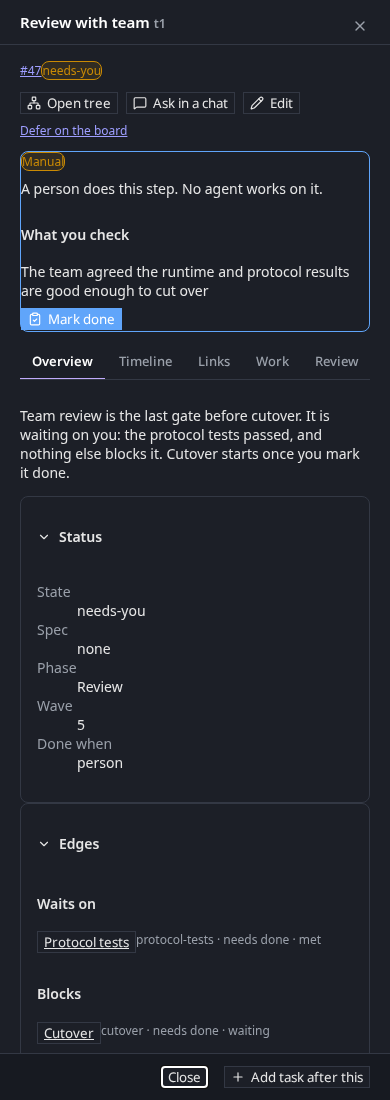 Review with team t1
#47 needs-you
Open tree Ask in a chat Edit
Defer on the board
Manual
A person does this step. No agent works on it.
What you check
The team agreed the runtime and protocol results
are good enough to cut over
Mark done
Overview Timeline Links Work Review
Team review is the last gate before cutover. It is
waiting on you: the protocol tests passed, and
nothing else blocks it. Cutover starts once you mark
it done.
Status
State
needs-you
Spec
none
Phase
Review
Wave
5
Done when
person
Edges
Waits on
Protocol tests protocol-tests · needs done · met
Blocks
Cutover cutover · needs done · waiting
Close Add task after this